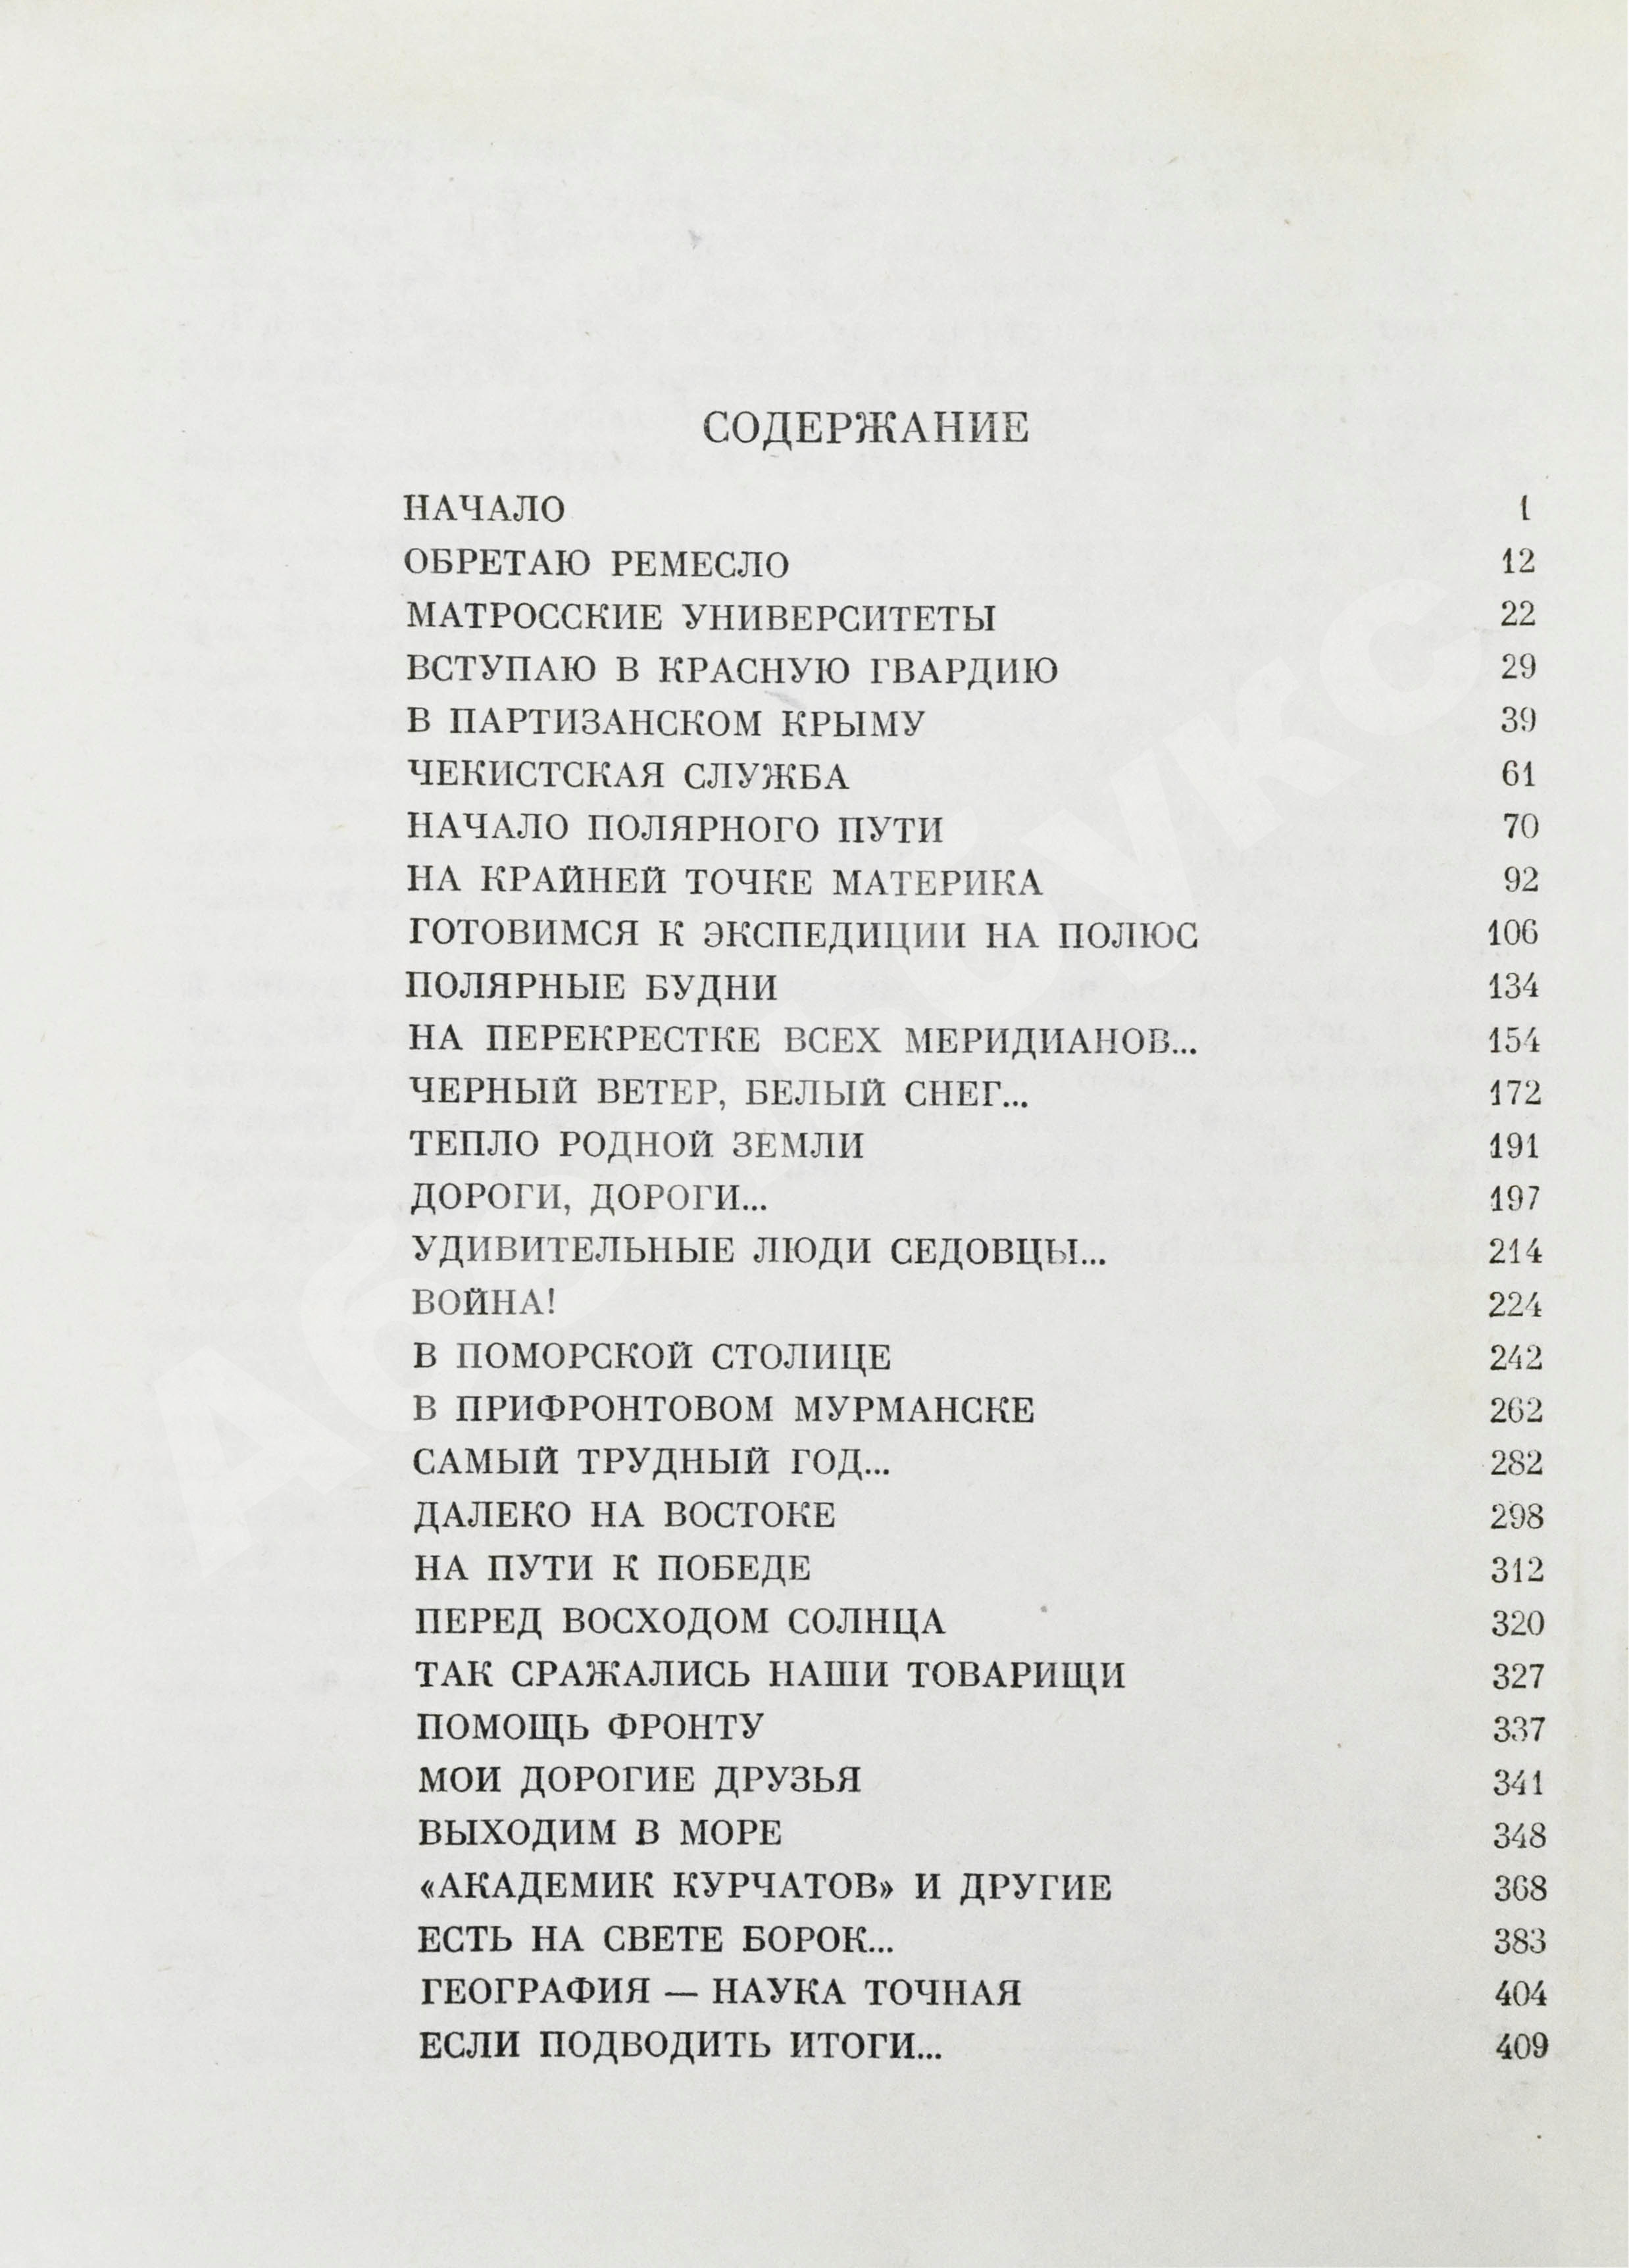 СОДЕРЖАНИЕ
НАЧАЛО 1
ОБРЕТАЮ РЕМЕСЛО 12
МАТРОССКИЕ УНИВЕРСИТЕТЫ 22
ВСТУПАЮ В КРАСНУЮ ГВАРДИЮ 29
В ПАРТИЗАНСКОМ КРЫМУ 39
ЧЕКИСТСКАЯ СЛУЖБА 61
НАЧАЛО ПОЛЯРНОГО ПУТИ 70
НА КРАЙНЕЙ ТОЧКЕ МАТЕРИКА 92
ГОТОВИМСЯ К ЭКСПЕДИЦИИ НА ПОЛЮС 106
ПОЛЯРНЫЕ БУДНИ 134
НА ПЕРЕКРЕСТКЕ ВСЕХ МЕРИДИАНОВ... 154
ЧЕРНЫЙ ВЕТЕР, БЕЛЫЙ СНЕГ... 172
ТЕПЛО РОДНОЙ ЗЕМЛИ 191
ДОРОГИ, ДОРОГИ... 197
УДИВИТЕЛЬНЫЕ ЛЮДИ СЕДОВЦЫ... 214
ВОЙНА! 224
В ПОМОРСКОЙ СТОЛИЦЕ 242
В ПРИФРОНТОВОМ МУРМАНСКЕ 262
САМЫЙ ТРУДНЫЙ ГОД... 282
ДАЛЕКО НА ВОСТОКЕ 298
НА ПУТИ К ПОБЕДЕ 312
ПЕРЕД ВОСХОДОМ СОЛНЦА 320
ТАК СРАЖАЛИСЬ НАШИ ТОВАРИЩИ 327
ПОМОЩЬ ФРОНТУ 337
МОИ ДОРОГИЕ ДРУЗЬЯ 341
ВЫХОДИМ В МОРЕ 348
«АКАДЕМИК КУРЧАТОВ» И ДРУГИЕ 368
ЕСТЬ НА СВЕТЕ БОРОК... 383
ГЕОГРАФИЯ — НАУКА ТОЧНАЯ 404
ЕСЛИ ПОДВОДИТЬ ИТОГИ... 409